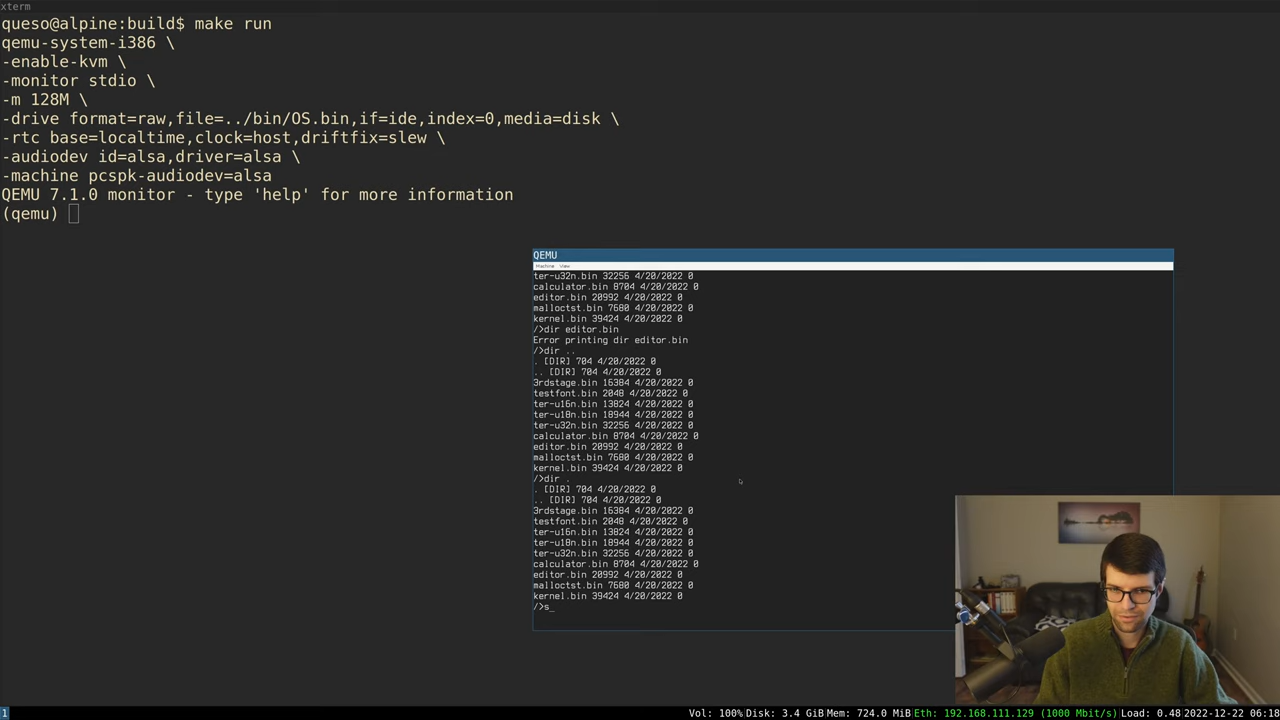 xterm
queso@alpine:build$ make run
qemu-system-i386 \
-enable-kvm \
-monitor stdio \
-m 128M \
-drive format=raw,file=../bin/OS.bin,if=ide,index=0,media=disk \
-rtc base=localtime,clock=host,driftfix=slew \
-audiodev id=alsa,driver=alsa \
-machine pcspk-audiodev=alsa
QEMU 7.1.0 monitor - type 'help' for more information
(qemu)
QEMU
Machine View
ter-u32n.bin 32256 4/20/2022 0
calculator.bin 8704 4/20/2022 0
editor.bin 20992 4/20/2022 0
malloctst.bin 7680 4/20/2022 0
kernel.bin 39424 4/20/2022 0
/>dir editor.bin
Error printing dir editor.bin
/>dir ..
. [DIR] 704 4/20/2022 0
.. [DIR] 704 4/20/2022 0
3rdstage.bin 16384 4/20/2022 0
testfont.bin 2048 4/20/2022 0
ter-u16n.bin 13824 4/20/2022 0
ter-u18n.bin 18944 4/20/2022 0
ter-u32n.bin 32256 4/20/2022 0
calculator.bin 8704 4/20/2022 0
editor.bin 20992 4/20/2022 0
malloctst.bin 7680 4/20/2022 0
kernel.bin 39424 4/20/2022 0
/>dir .
. [DIR] 704 4/20/2022 0
.. [DIR] 704 4/20/2022 0
3rdstage.bin 16384 4/20/2022 0
testfont.bin 2048 4/20/2022 0
ter-u16n.bin 13824 4/20/2022 0
ter-u18n.bin 18944 4/20/2022 0
ter-u32n.bin 32256 4/20/2022 0
calculator.bin 8704 4/20/2022 0
editor.bin 20992 4/20/2022 0
malloctst.bin 7680 4/20/2022 0
kernel.bin 39424 4/20/2022 0
/>s_
1 Vol: 100% Disk: 3.4 GiB Mem: 724.0 MiB Eth: 192.168.111.129 (1000 Mbit/s) Load: 0.48 2022-12-22 06:18